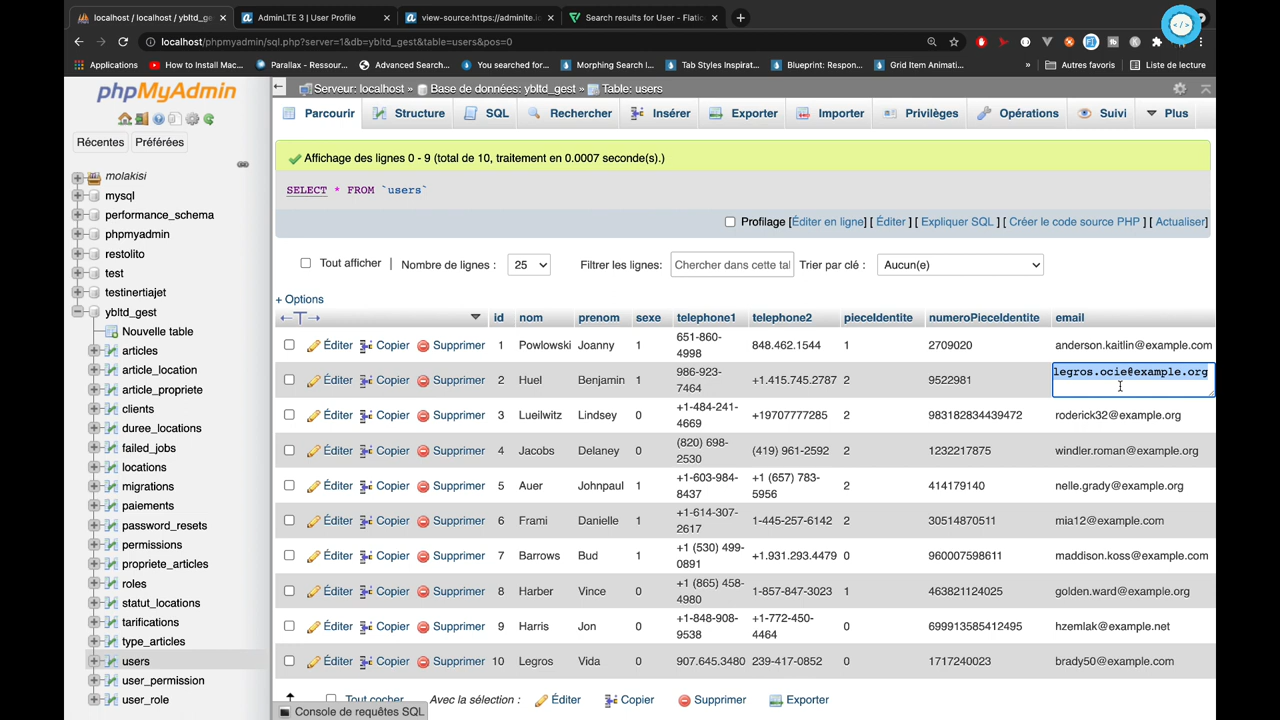 localhost / localhost / ybltd_ge
AdminLTE 3 | User Profile
view-source:https://adminlte.io
Search results for User - Flatic
localhost/phpmyadmin/sql.php?server=1&db=ybltd_gest&table=users&pos=0
Applications
How to Install Mac...
Parallax - Ressour...
Advanced Search...
You searched for...
Morphing Search I...
Tab Styles Inspirat...
Blueprint: Respon...
Grid Item Animati...
»
Autres favoris
Liste de lecture
phpMyAdmin
Récentes
Préférées
molakisi
mysql
performance_schema
phpmyadmin
restolito
test
testinertiajet
ybltd_gest
Nouvelle table
articles
article_location
article_propriete
clients
duree_locations
failed_jobs
locations
migrations
paiements
password_resets
permissions
propriete_articles
roles
statut_locations
tarifications
type_articles
users
user_permission
user_role
Serveur: localhost » Base de données: ybltd_gest » Table: users
Parcourir Structure SQL Rechercher Insérer Exporter Importer Privilèges Opérations Suivi Plus
Affichage des lignes 0 - 9 (total de 10, traitement en 0.0007 seconde(s).)
SELECT * FROM `users`
Profilage [Éditer en ligne] [ Éditer ] [ Expliquer SQL ] [ Créer le code source PHP ] [ Actualiser]
Tout afficher | Nombre de lignes : 25 Filtrer les lignes: Chercher dans cette tal Trier par clé : Aucun(e)
+ Options
id nom prenom sexe telephone1 telephone2 pieceIdentite numeroPieceIdentite email
Éditer Copier Supprimer 1 Powlowski Joanny 1 651-860-4998 848.462.1544 1 2709020 anderson.kaitlin@example.com
Éditer Copier Supprimer 2 Huel Benjamin 1 986-923-7464 +1.415.745.2787 2 9522981 legros.ocie@example.org
Éditer Copier Supprimer 3 Lueilwitz Lindsey 0 +1-484-241-4669 +19707777285 2 983182834439472 roderick32@example.org
Éditer Copier Supprimer 4 Jacobs Delaney 0 (820) 698-2530 (419) 961-2592 2 1232217875 windler.roman@example.org
Éditer Copier Supprimer 5 Auer Johnpaul 1 +1-603-984-8437 +1 (657) 783-5956 2 414179140 nelle.grady@example.org
Éditer Copier Supprimer 6 Frami Danielle 1 +1-614-307-2617 1-445-257-6142 2 30514870511 mia12@example.com
Éditer Copier Supprimer 7 Barrows Bud 1 +1 (530) 499-0891 +1.931.293.4479 0 960007598611 maddison.koss@example.com
Éditer Copier Supprimer 8 Harber Vince 0 +1 (865) 458-4980 1-857-847-3023 1 463821124025 golden.ward@example.org
Éditer Copier Supprimer 9 Harris Jon 0 +1-848-908-9538 +1-772-450-4464 0 699913585412495 hzemlak@example.net
Éditer Copier Supprimer 10 Legros Vida 0 907.645.3480 239-417-0852 0 1717240023 brady50@example.com
Tout cocher Avec la sélection : Éditer Copier Supprimer Exporter
Console de requêtes SQL